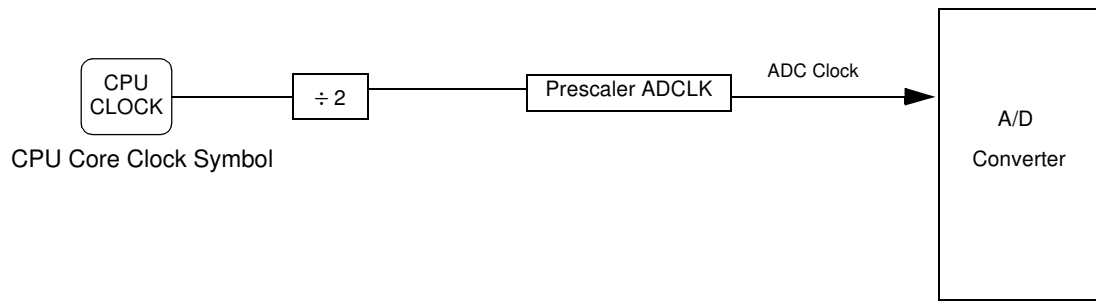 CPU
CLOCK
÷ 2
Prescaler ADCLK
ADC Clock
A/D
Converter
CPU Core Clock Symbol